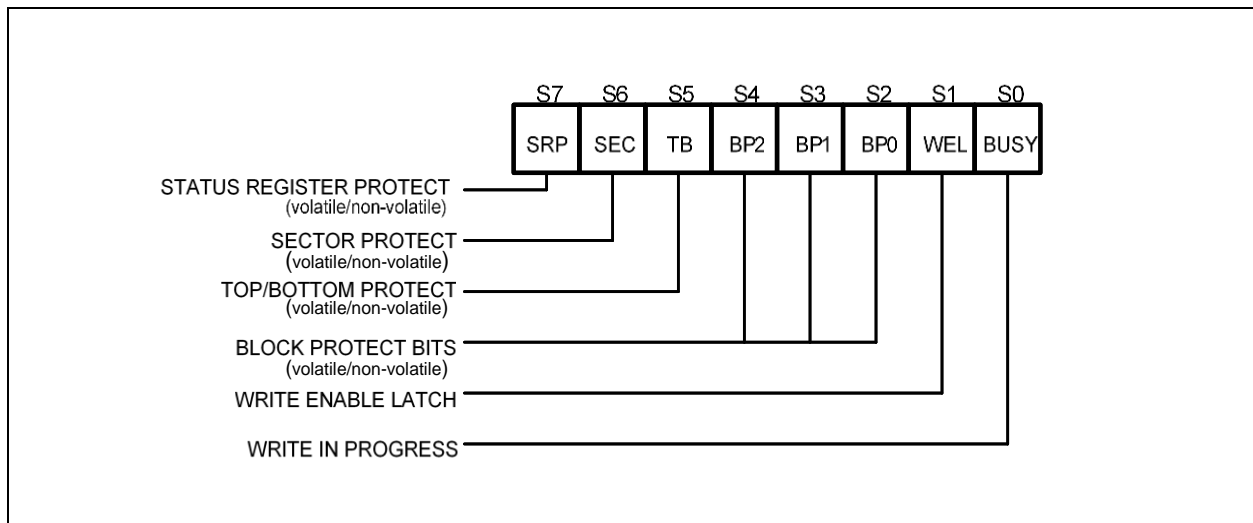 S7 S6 S5 S4 S3 S2 S1 S0
SRP SEC TB BP2 BP1 BP0 WEL BUSY
STATUS REGISTER PROTECT
(volatile/non-volatile)
SECTOR PROTECT
(volatile/non-volatile)
TOP/BOTTOM PROTECT
(volatile/non-volatile)
BLOCK PROTECT BITS
(volatile/non-volatile)
WRITE ENABLE LATCH
WRITE IN PROGRESS